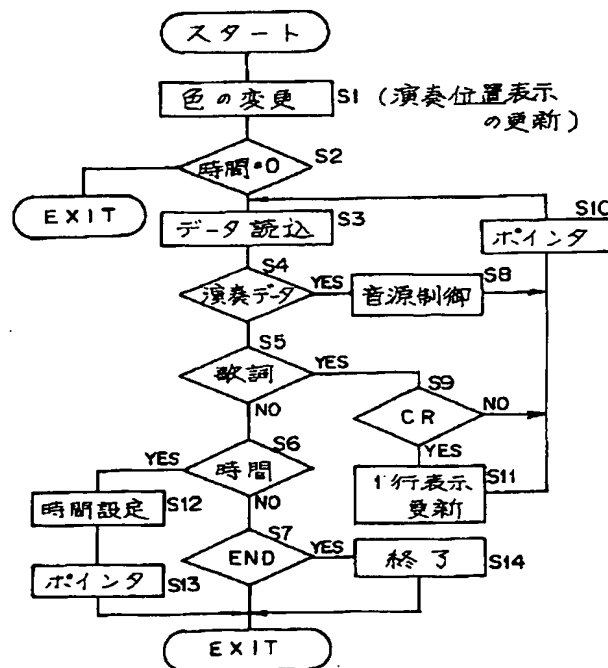 スタート
色の変更 S1 (演奏位置表示
の更新)
時間=0 S2
EXIT
データ読込 S3
S10
ポインタ
S4
演奏データ YES
S8
音源制御
S5
歌詞 YES
NO
S9
CR NO
YES
S6
時間 YES
NO
S11
1行表示
更新
時間設定 S12
S7
END YES
終了 S14
ポインタ S13
EXIT